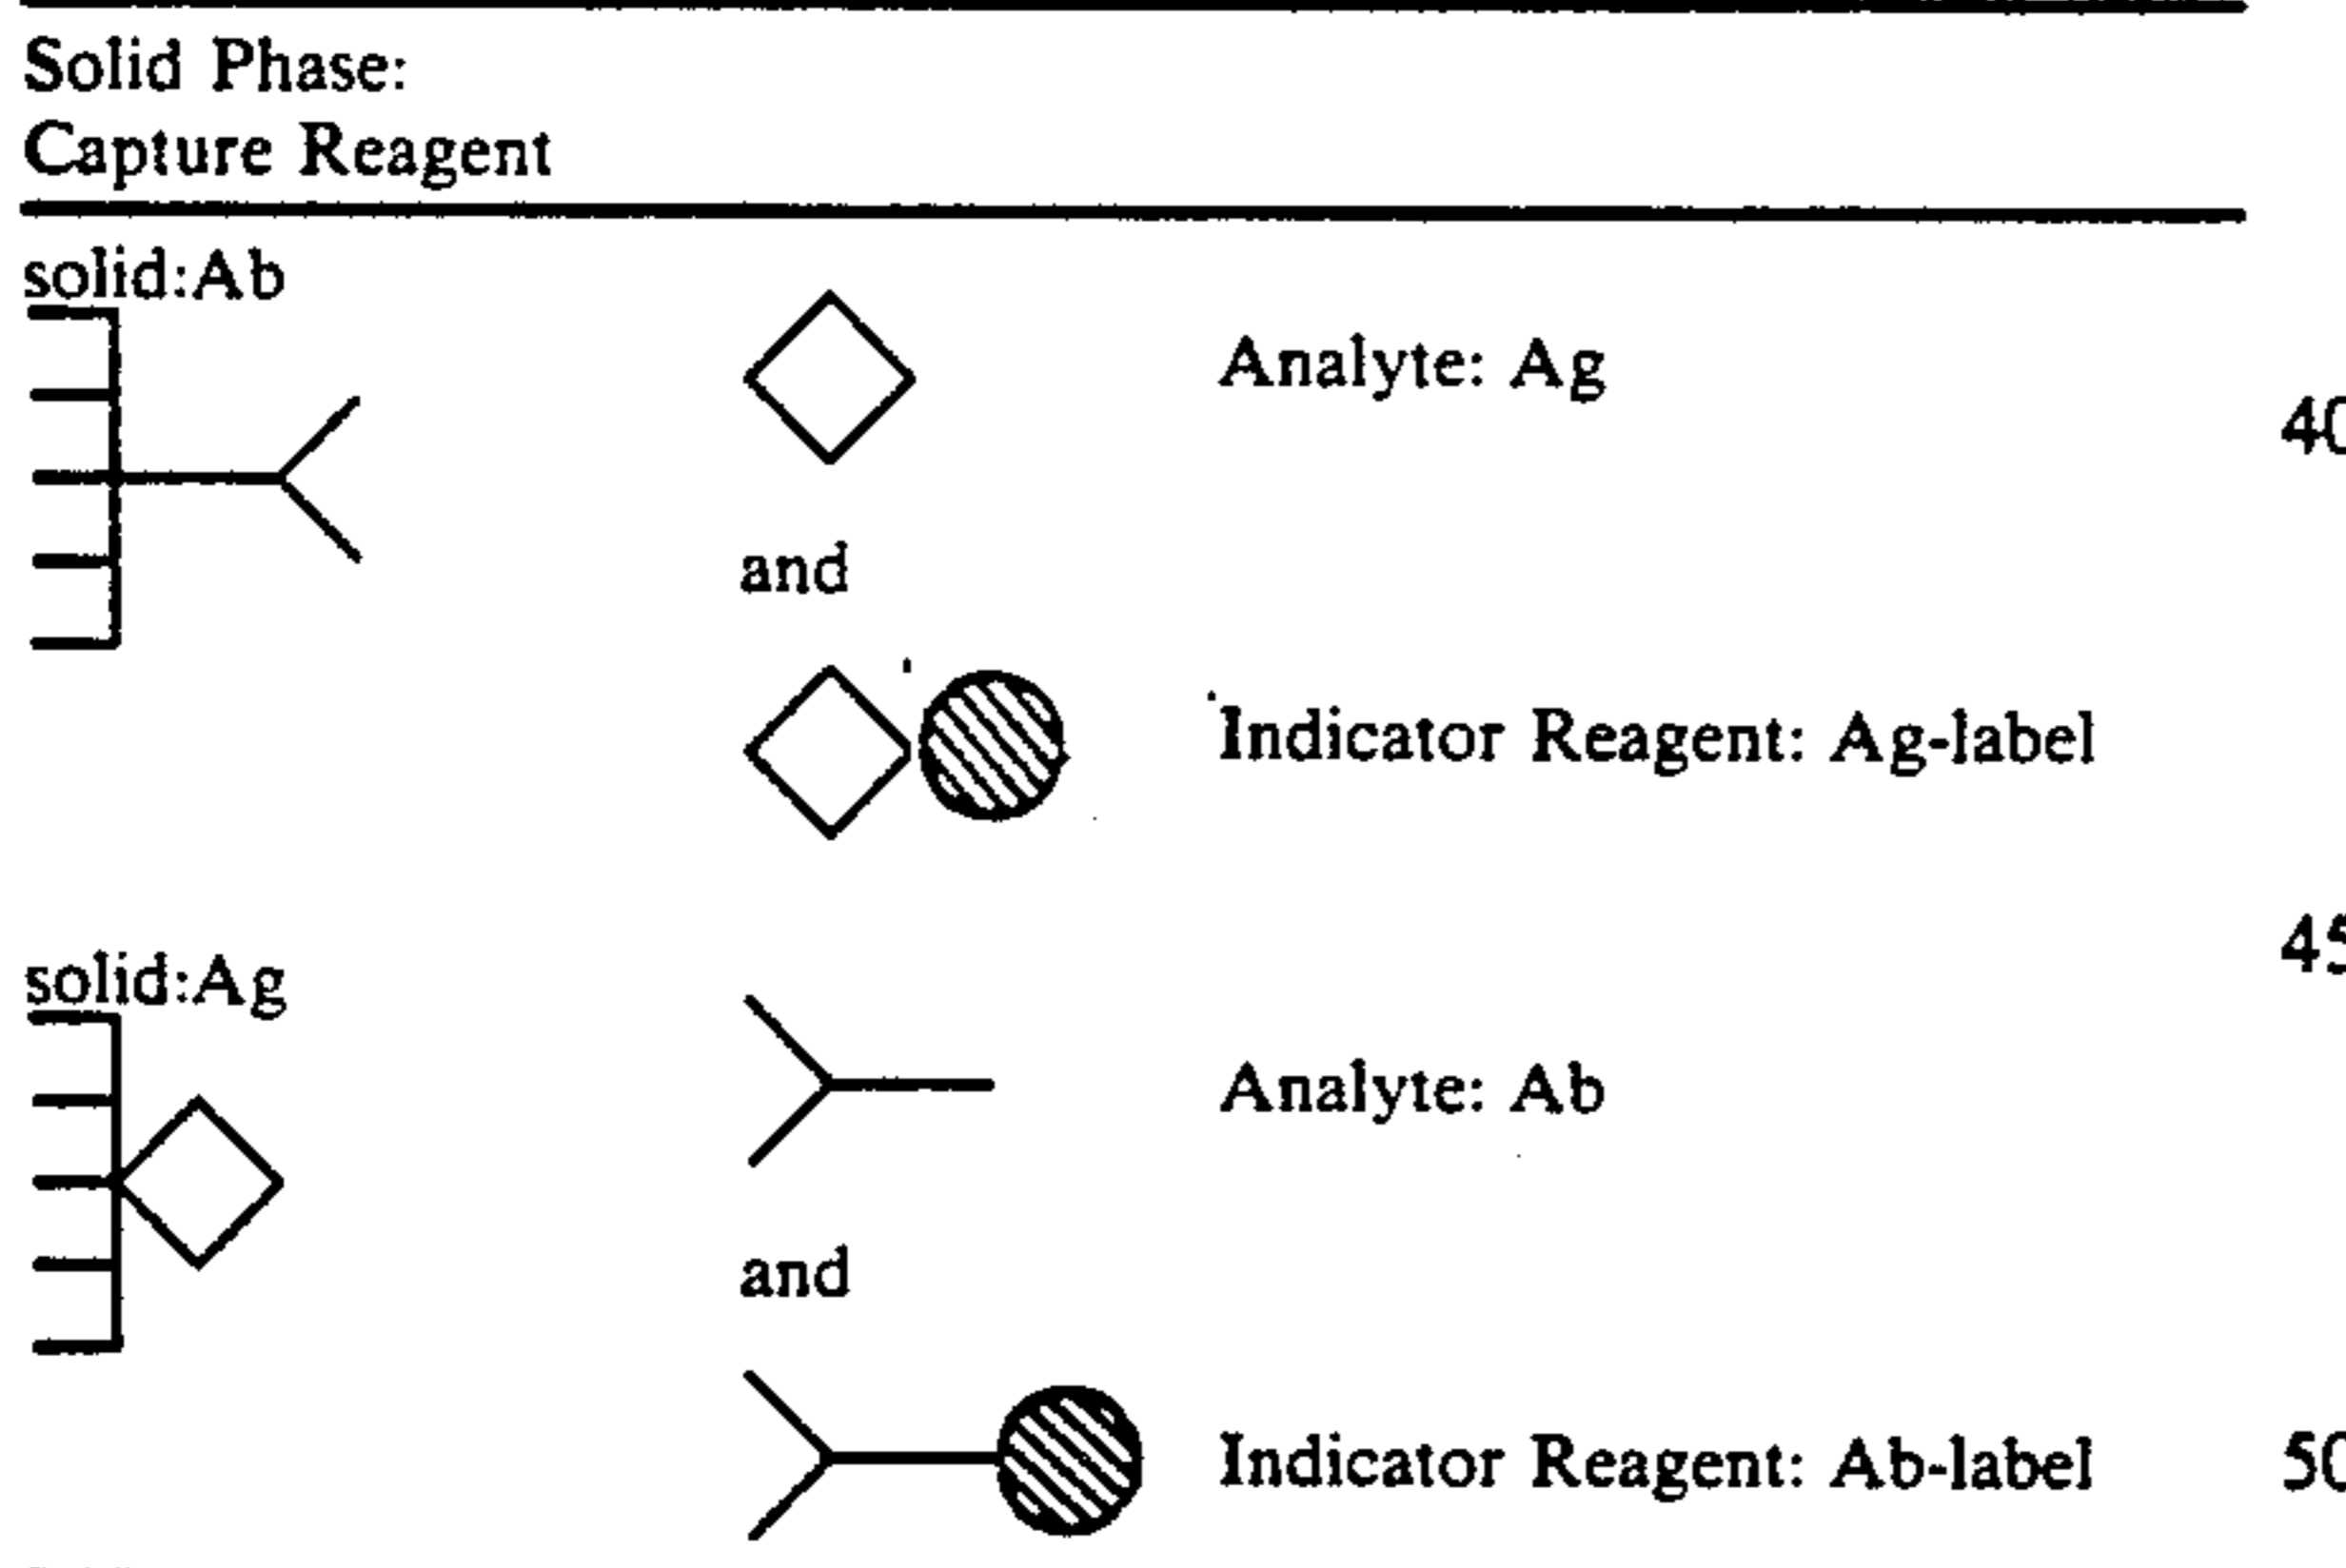 Solid Phase:
Capture Reagent
solid:Ab
Analyte: Ag
40
and
Indicator Reagent: Ag-label
45
solid:Ag
Analyte: Ab
and
Indicator Reagent: Ab-label
50